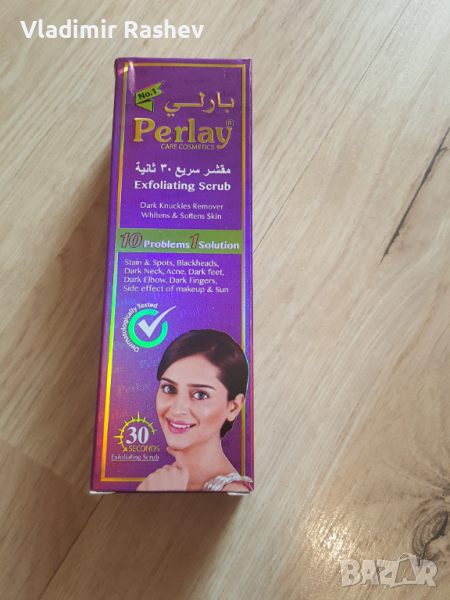 Vladimir Rashev
No.1
بارلي
Perlay®
CARE COSMETICS
مقشر سريع ٣٠ ثانية
Exfoliating Scrub
Dark Knuckles Remover
Whitens & Softens Skin
10 Problems 1 Solution
Stain & Spots, Blackheads,
Dark Neck, Acne, Dark feet,
Dark Elbow, Dark Fingers,
Side effect of makeup & Sun
Dermatologically Tested
30
SECONDS
Exfoliating Scrub
BAZAR